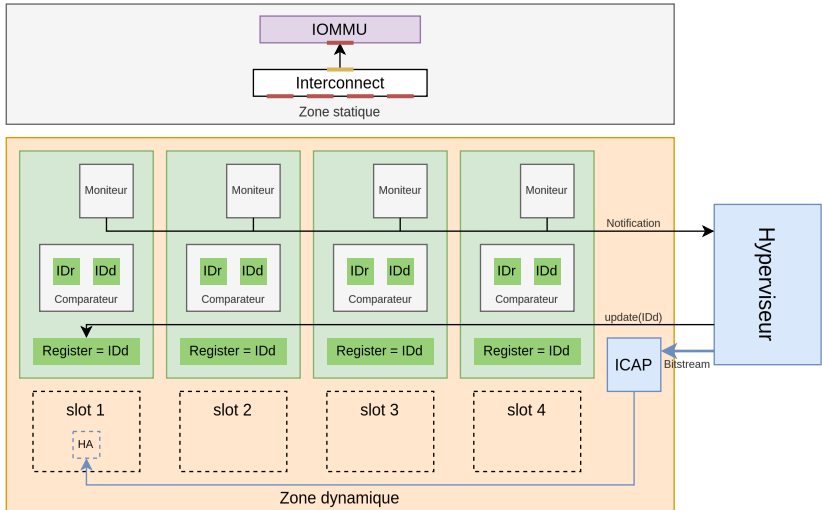 IOMMU
Interconnect
Zone statique
Moniteur
Moniteur
Moniteur
Moniteur
Notification
Hyperviseur
IDr
IDd
IDr
IDd
IDr
IDd
IDr
IDd
Comparateur
Comparateur
Comparateur
Comparateur
update(IDd)
Register = IDd
Register = IDd
Register = IDd
Register = IDd
ICAP
Bitstream
slot 1
slot 2
slot 3
slot 4
HA
Zone dynamique